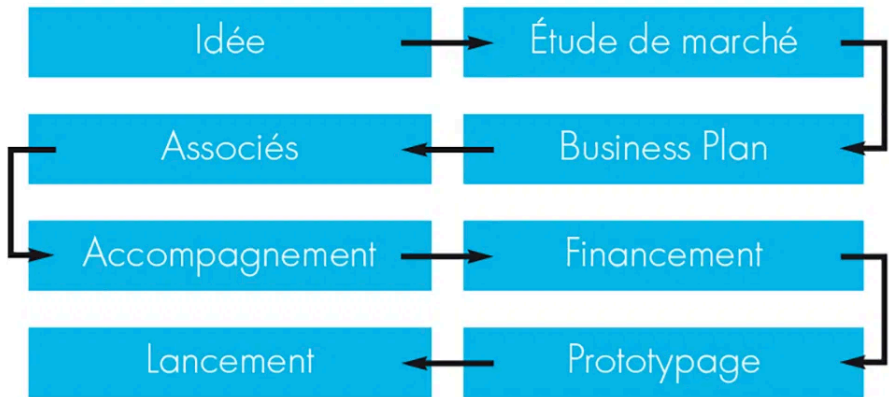 Idée
Étude de marché
Business Plan
Associés
Accompagnement
Financement
Prototypage
Lancement